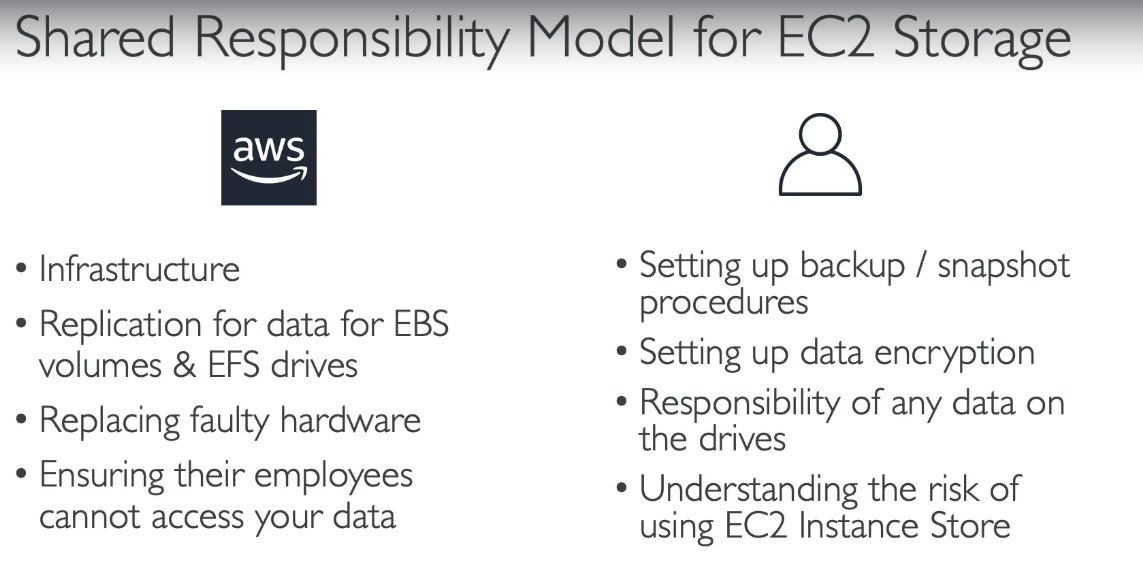 Shared Responsibility Model for EC2 Storage
aws
• Infrastructure
• Replication for data for EBS
volumes & EFS drives
• Replacing faulty hardware
• Ensuring their employees
cannot access your data
• Setting up backup / snapshot
procedures
• Setting up data encryption
• Responsibility of any data on
the drives
• Understanding the risk of
using EC2 Instance Store